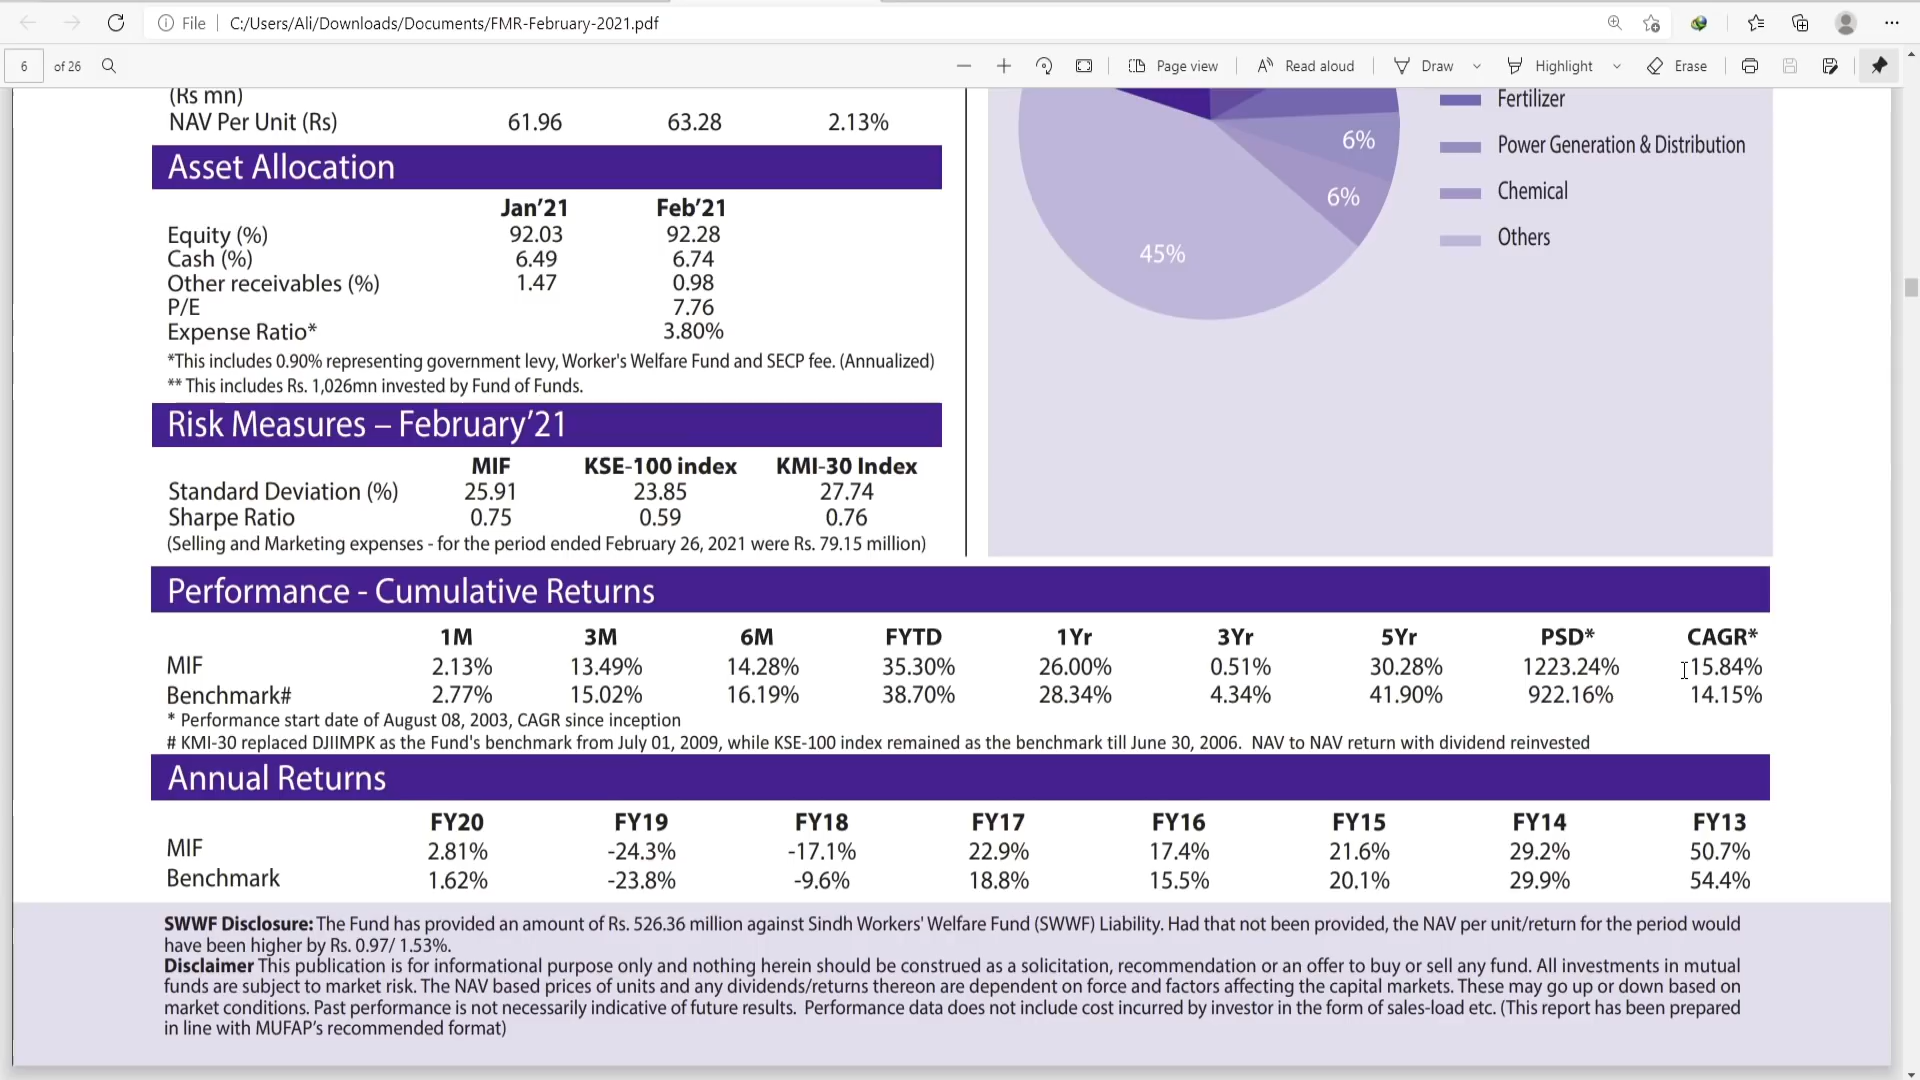 File
C:/Users/Ali/Downloads/Documents/FMR-February-2021.pdf
6 of 26
Page view
Read aloud
Draw
Highlight
Erase
(Rs mn)
NAV Per Unit (Rs) 61.96 63.28 2.13%
Asset Allocation
Jan'21 Feb'21
Equity (%) 92.03 92.28
Cash (%) 6.49 6.74
Other receivables (%) 1.47 0.98
P/E 7.76
Expense Ratio* 3.80%
*This includes 0.90% representing government levy, Worker's Welfare Fund and SECP fee. (Annualized)
** This includes Rs. 1,026mn invested by Fund of Funds.
Risk Measures – February'21
MIF KSE-100 index KMI-30 Index
Standard Deviation (%) 25.91 23.85 27.74
Sharpe Ratio 0.75 0.59 0.76
(Selling and Marketing expenses - for the period ended February 26, 2021 were Rs. 79.15 million)
6%
6%
45%
Fertilizer
Power Generation & Distribution
Chemical
Others
Performance - Cumulative Returns
1M 3M 6M FYTD 1Yr 3Yr 5Yr PSD* CAGR*
MIF 2.13% 13.49% 14.28% 35.30% 26.00% 0.51% 30.28% 1223.24% 15.84%
Benchmark# 2.77% 15.02% 16.19% 38.70% 28.34% 4.34% 41.90% 922.16% 14.15%
* Performance start date of August 08, 2003, CAGR since inception
# KMI-30 replaced DJIIMPK as the Fund's benchmark from July 01, 2009, while KSE-100 index remained as the benchmark till June 30, 2006. NAV to NAV return with dividend reinvested
Annual Returns
FY20 FY19 FY18 FY17 FY16 FY15 FY14 FY13
MIF 2.81% -24.3% -17.1% 22.9% 17.4% 21.6% 29.2% 50.7%
Benchmark 1.62% -23.8% -9.6% 18.8% 15.5% 20.1% 29.9% 54.4%
SWWF Disclosure: The Fund has provided an amount of Rs. 526.36 million against Sindh Workers' Welfare Fund (SWWF) Liability. Had that not been provided, the NAV per unit/return for the period would
have been higher by Rs. 0.97/ 1.53%.
Disclaimer This publication is for informational purpose only and nothing herein should be construed as a solicitation, recommendation or an offer to buy or sell any fund. All investments in mutual
funds are subject to market risk. The NAV based prices of units and any dividends/returns thereon are dependent on force and factors affecting the capital markets. These may go up or down based on
market conditions. Past performance is not necessarily indicative of future results. Performance data does not include cost incurred by investor in the form of sales-load etc. (This report has been prepared
in line with MUFAP's recommended format)